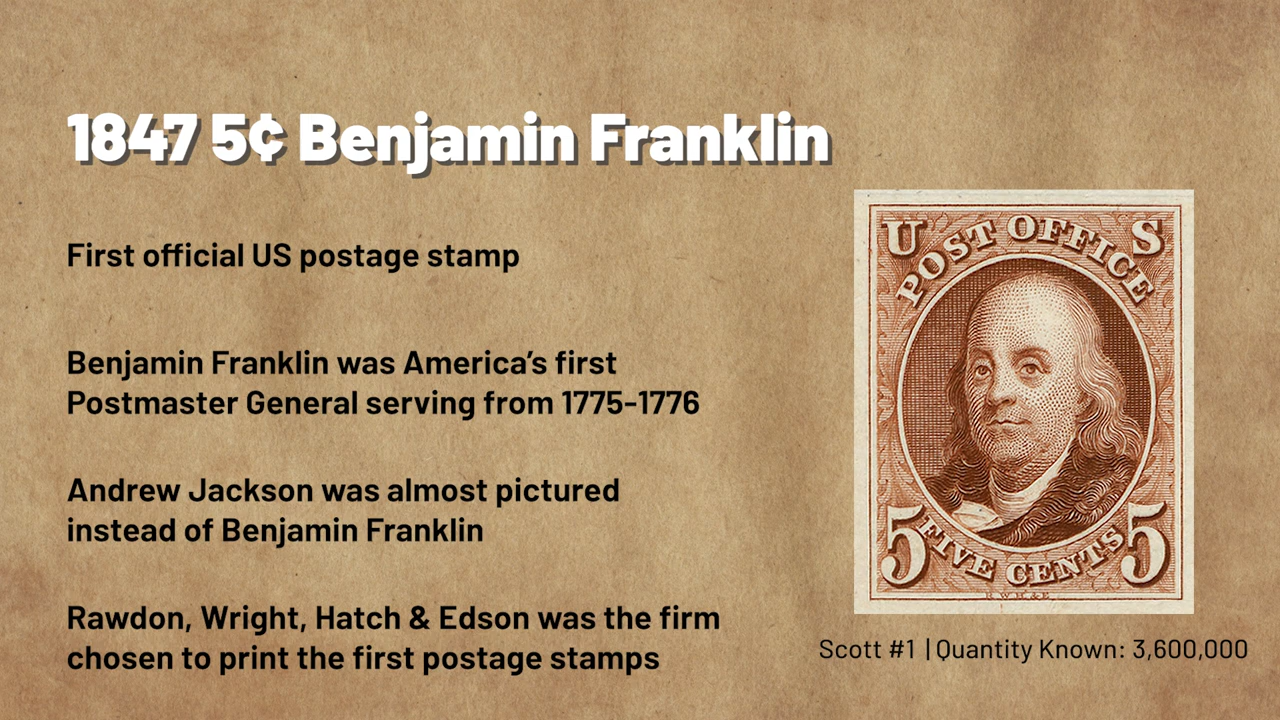 1847 5¢ Benjamin Franklin
First official US postage stamp
Benjamin Franklin was America’s first
Postmaster General serving from 1775-1776
Andrew Jackson was almost pictured
instead of Benjamin Franklin
Rawdon, Wright, Hatch & Edson was the firm
chosen to print the first postage stamps
U S
POST OFFICE
5 5
FIVE CENTS
R W H & E
Scott #1 | Quantity Known: 3,600,000